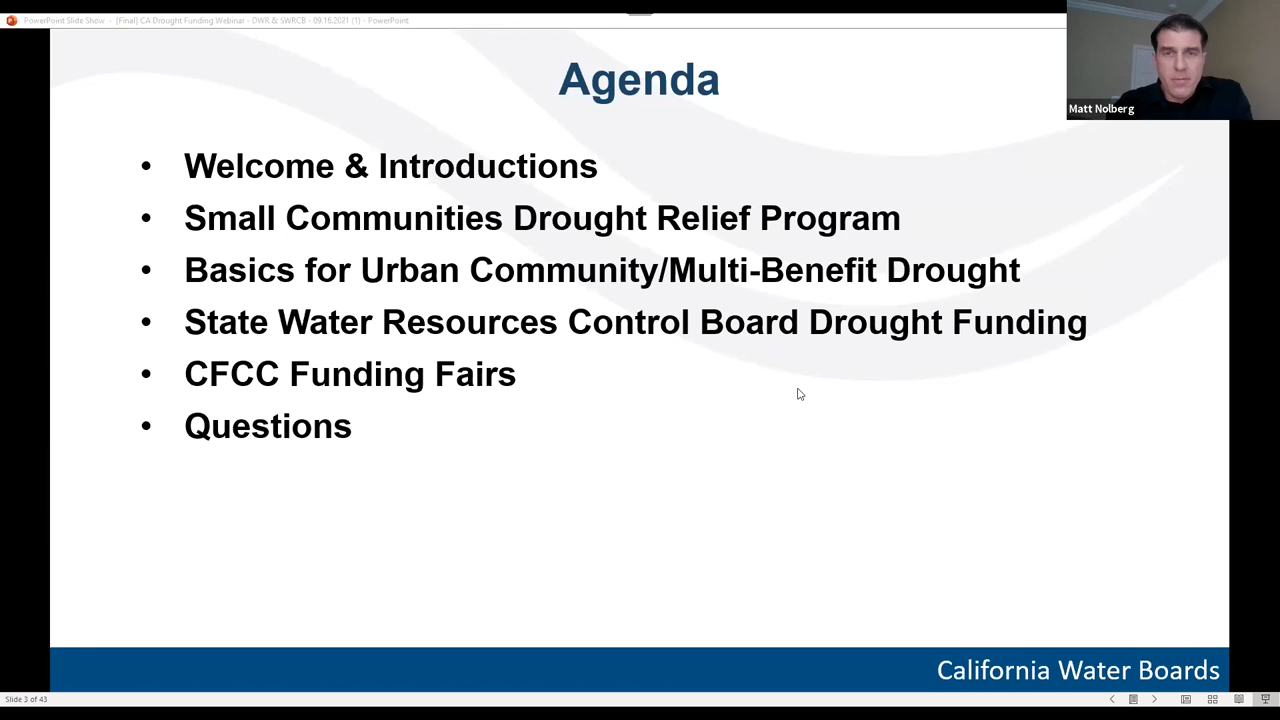 PowerPoint Slide Show - [Final] CA Drought Funding Webinar - DWR & SWRCB - 09.16.2021 (1) - PowerPoint
Matt Nolberg
Agenda
• Welcome & Introductions
• Small Communities Drought Relief Program
• Basics for Urban Community/Multi-Benefit Drought
• State Water Resources Control Board Drought Funding
• CFCC Funding Fairs
• Questions
California Water Boards
Slide 3 of 43